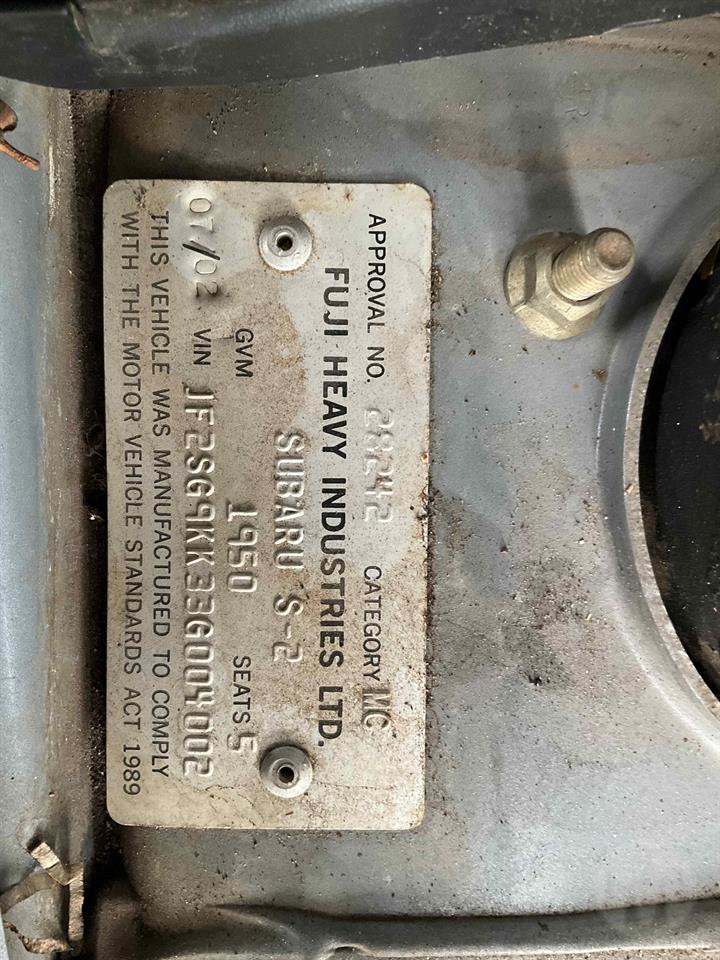 APPROVAL NO. 28242 CATEGORY MC
FUJI HEAVY INDUSTRIES LTD.
SUBARU S-2
GVM 1950 SEATS 5
07/02 VIN JF2SG9KK33G004002
THIS VEHICLE WAS MANUFACTURED TO COMPLY
WITH THE MOTOR VEHICLE STANDARDS ACT 1989